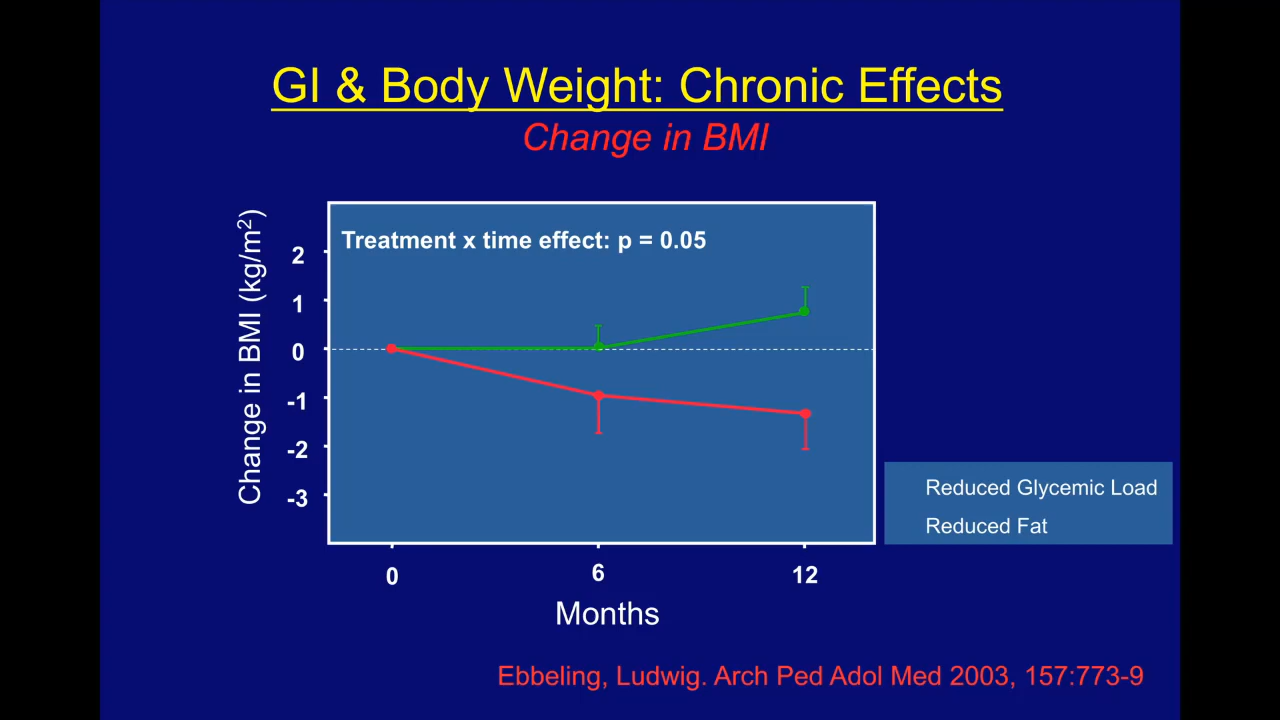 GI & Body Weight: Chronic Effects
Change in BMI
Change in BMI (kg/m²)
Treatment x time effect: p = 0.05
2
1
0
-1
-2
-3
0 6 12
Months
Reduced Glycemic Load
Reduced Fat
Ebbeling, Ludwig. Arch Ped Adol Med 2003, 157:773-9